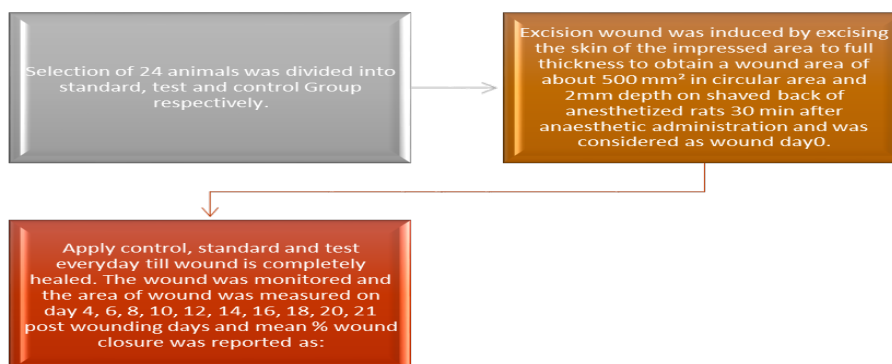 Selection of 24 animals was divided into
standard, test and control Group
respectively.
Excision wound was induced by excising
the skin of the impressed area to full
thickness to obtain a wound area of
about 500 mm² in circular area and
2mm depth on shaved back of
anesthetized rats 30 min after
anaesthetic administration and was
considered as wound day0.
Apply control, standard and test
everyday till wound is completely
healed. The wound was monitored and
the area of wound was measured on
day 4, 6, 8, 10, 12, 14, 16, 18, 20, 21
post wounding days and mean % wound
closure was reported as: